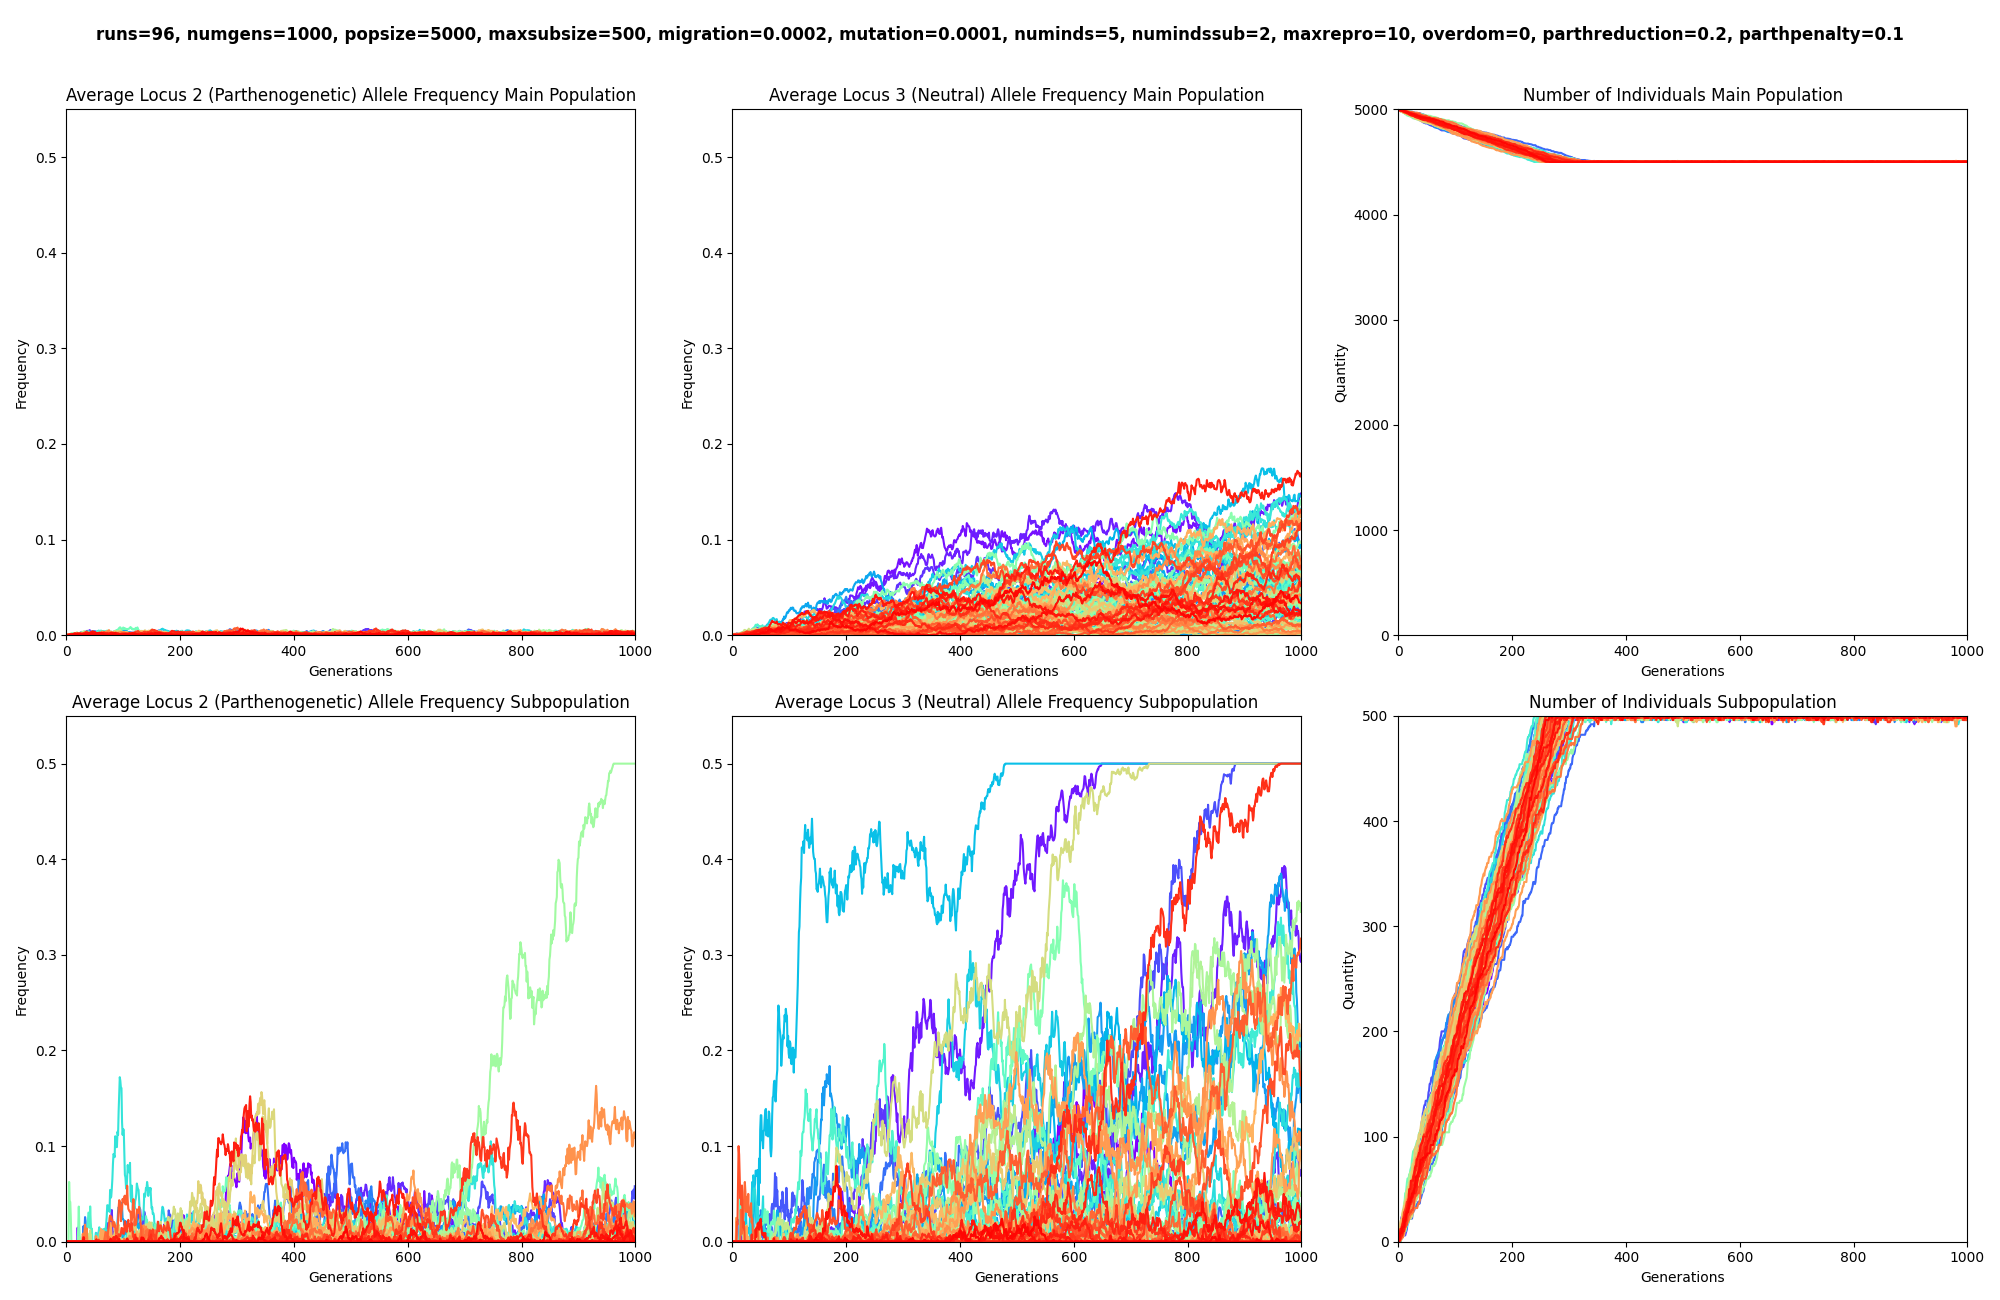 runs=96, numgens=1000, popsize=5000, maxsubsize=500, migration=0.0002, mutation=0.0001, numinds=5, numindssub=2, maxrepro=10, overdom=0, parthreduction=0.2, parthpenalty=0.1
Average Locus 2 (Parthenogenetic) Allele Frequency Main Population
0.5
0.4
0.3
0.2
0.1
0.0
Frequency
0 200 400 600 800 1000
Generations
Average Locus 3 (Neutral) Allele Frequency Main Population
0.5
0.4
0.3
0.2
0.1
0.0
Frequency
0 200 400 600 800 1000
Generations
Number of Individuals Main Population
5000
4000
3000
2000
1000
0
Quantity
0 200 400 600 800 1000
Generations
Average Locus 2 (Parthenogenetic) Allele Frequency Subpopulation
0.5
0.4
0.3
0.2
0.1
0.0
Frequency
0 200 400 600 800 1000
Generations
Average Locus 3 (Neutral) Allele Frequency Subpopulation
0.5
0.4
0.3
0.2
0.1
0.0
Frequency
0 200 400 600 800 1000
Generations
Number of Individuals Subpopulation
500
400
300
200
100
0
Quantity
0 200 400 600 800 1000
Generations